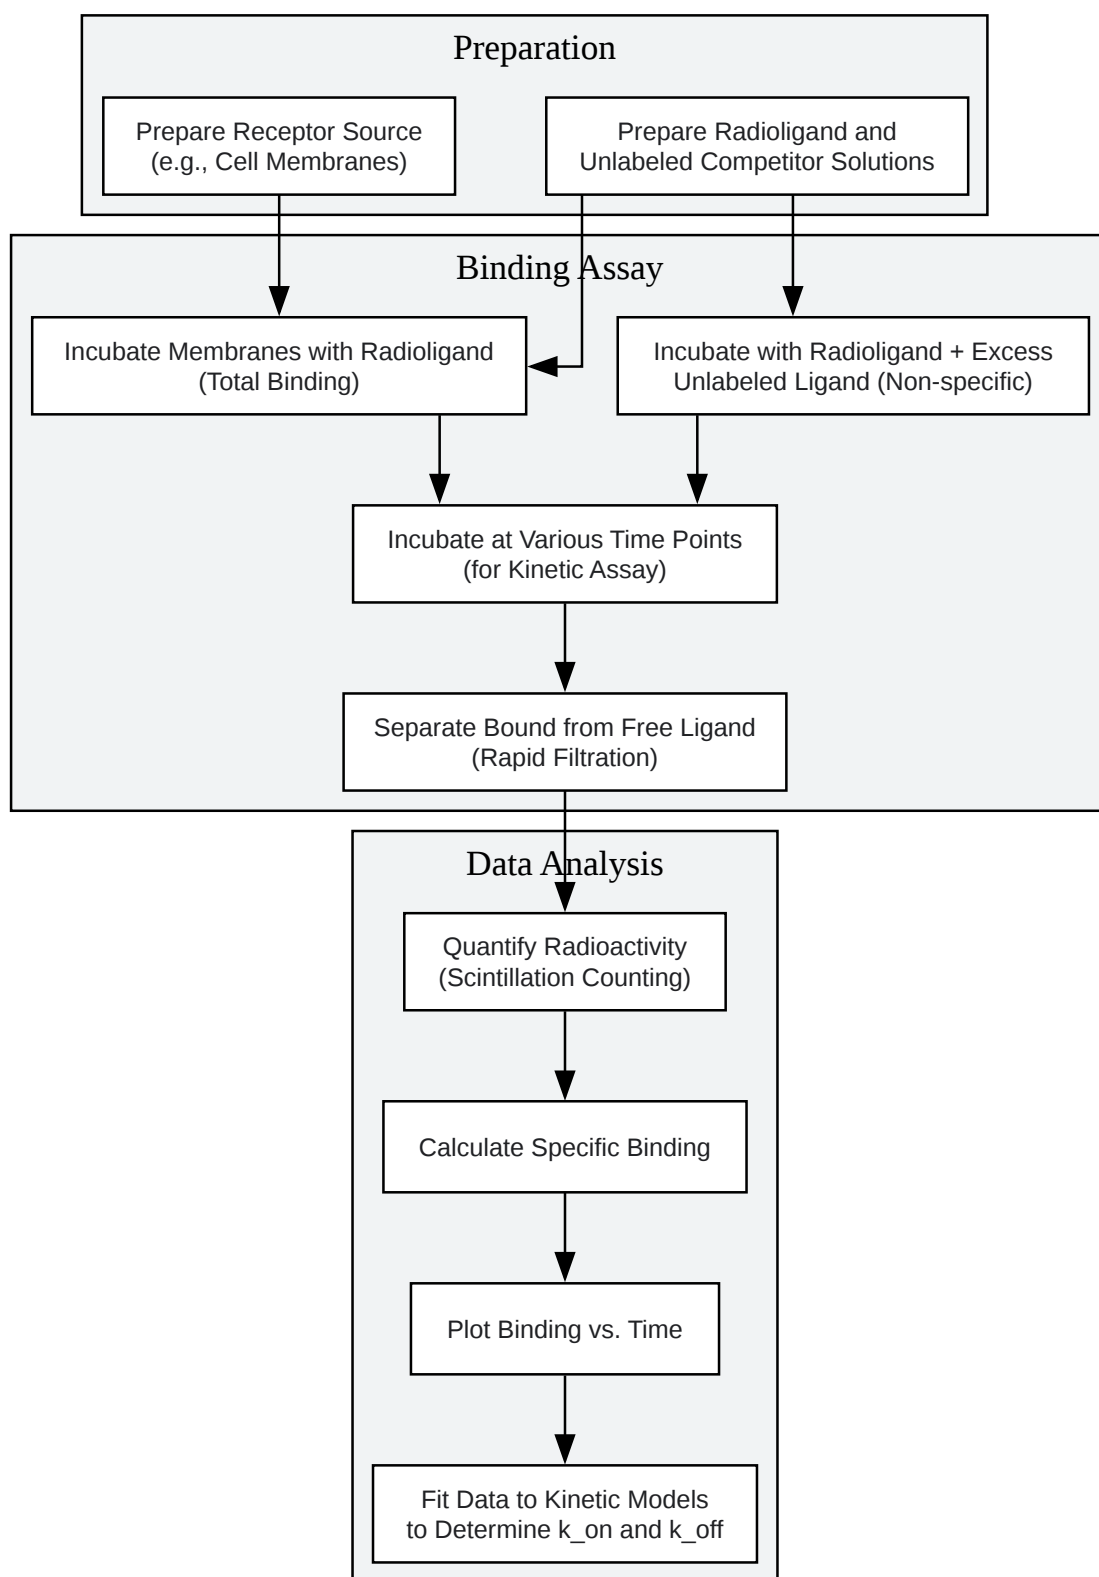 Preparation
Prepare Receptor Source
(e.g., Cell Membranes)
Prepare Radioligand and
Unlabeled Competitor Solutions
Binding Assay
Incubate Membranes with Radioligand
(Total Binding)
Incubate with Radioligand + Excess
Unlabeled Ligand (Non-specific)
Incubate at Various Time Points
(for Kinetic Assay)
Separate Bound from Free Ligand
(Rapid Filtration)
Data Analysis
Quantify Radioactivity
(Scintillation Counting)
Calculate Specific Binding
Plot Binding vs. Time
Fit Data to Kinetic Models
to Determine k_on and k_off